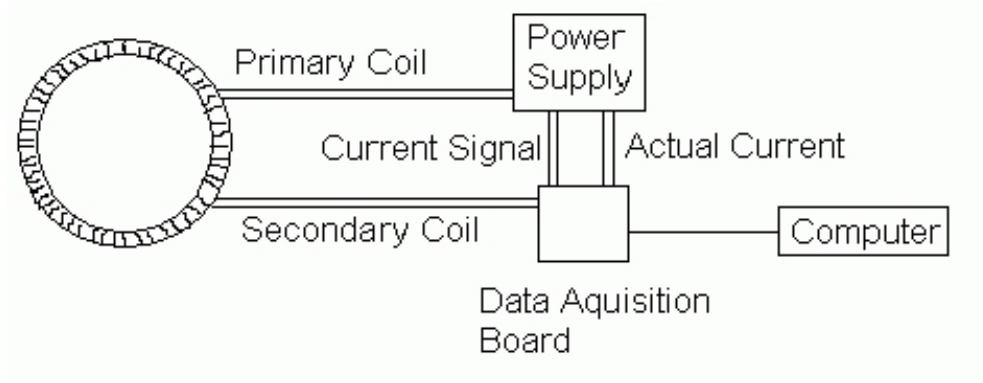 Primary Coil
Power
Supply
Current Signal
Actual Current
Secondary Coil
Computer
Data Aquisition
Board